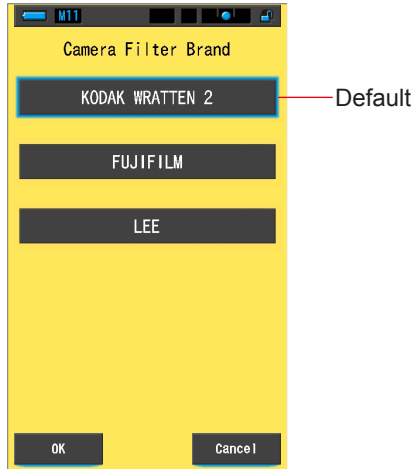 M11
Camera Filter Brand
KODAK WRATTEN 2
Default
FUJIFILM
LEE
OK
Cancel